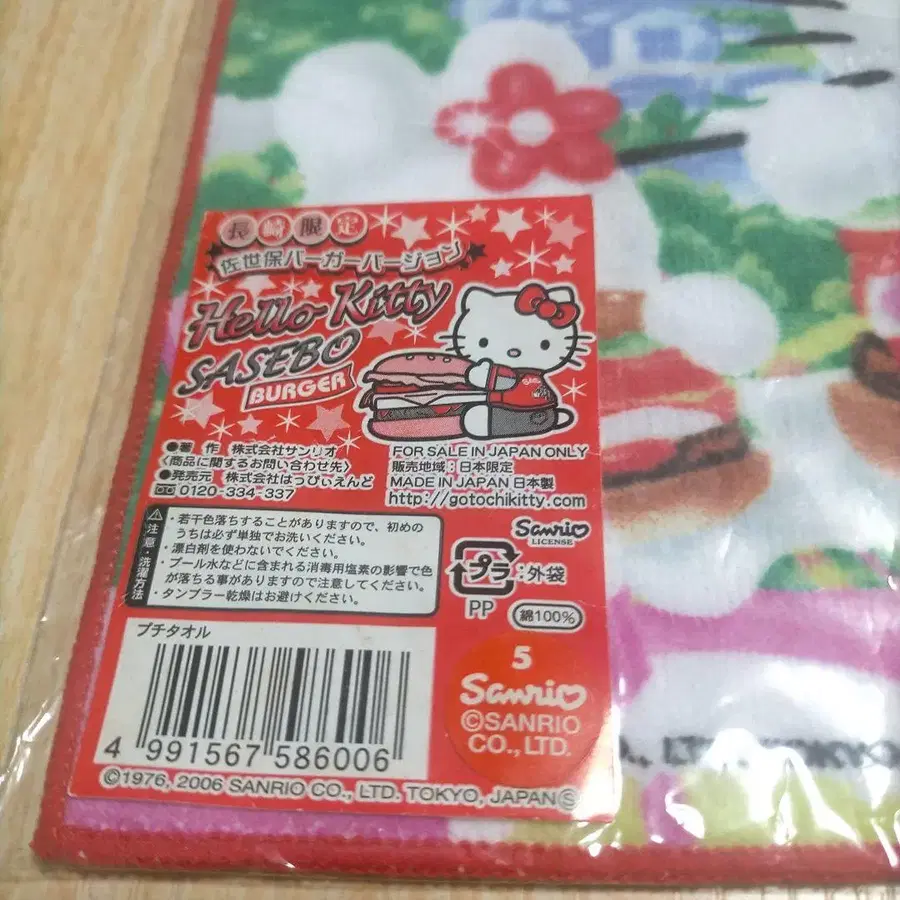 長崎限定
佐世保バーガーバージョン
Hello Kitty
SASEBO
BURGER
●著 作 株式会社サンリオ
〈商品に関するお問い合わせ先〉
●発売元 株式会社はっぴぃえんど
0120-334-337
FOR SALE IN JAPAN ONLY
販売地域:日本限定
MADE IN JAPAN 日本製
http://gotochikitty.com
注意・洗濯方法
・若干色落ちすることがありますので、初めの
うちは必ず単独でお洗いください。
・漂白剤を使わないでください。
・プール水などに含まれる消毒用塩素の影響で色
が落ちる事がありますので注意してください。
・タンブラー乾燥はお避けください。
Sanrio
LICENSE
プラ:外袋
PP
綿100%
プチタオル
4 991567 586006
5
Sanrio
©SANRIO
CO., LTD.
©1976, 2006 SANRIO CO., LTD. TOKYO, JAPAN Ⓢ